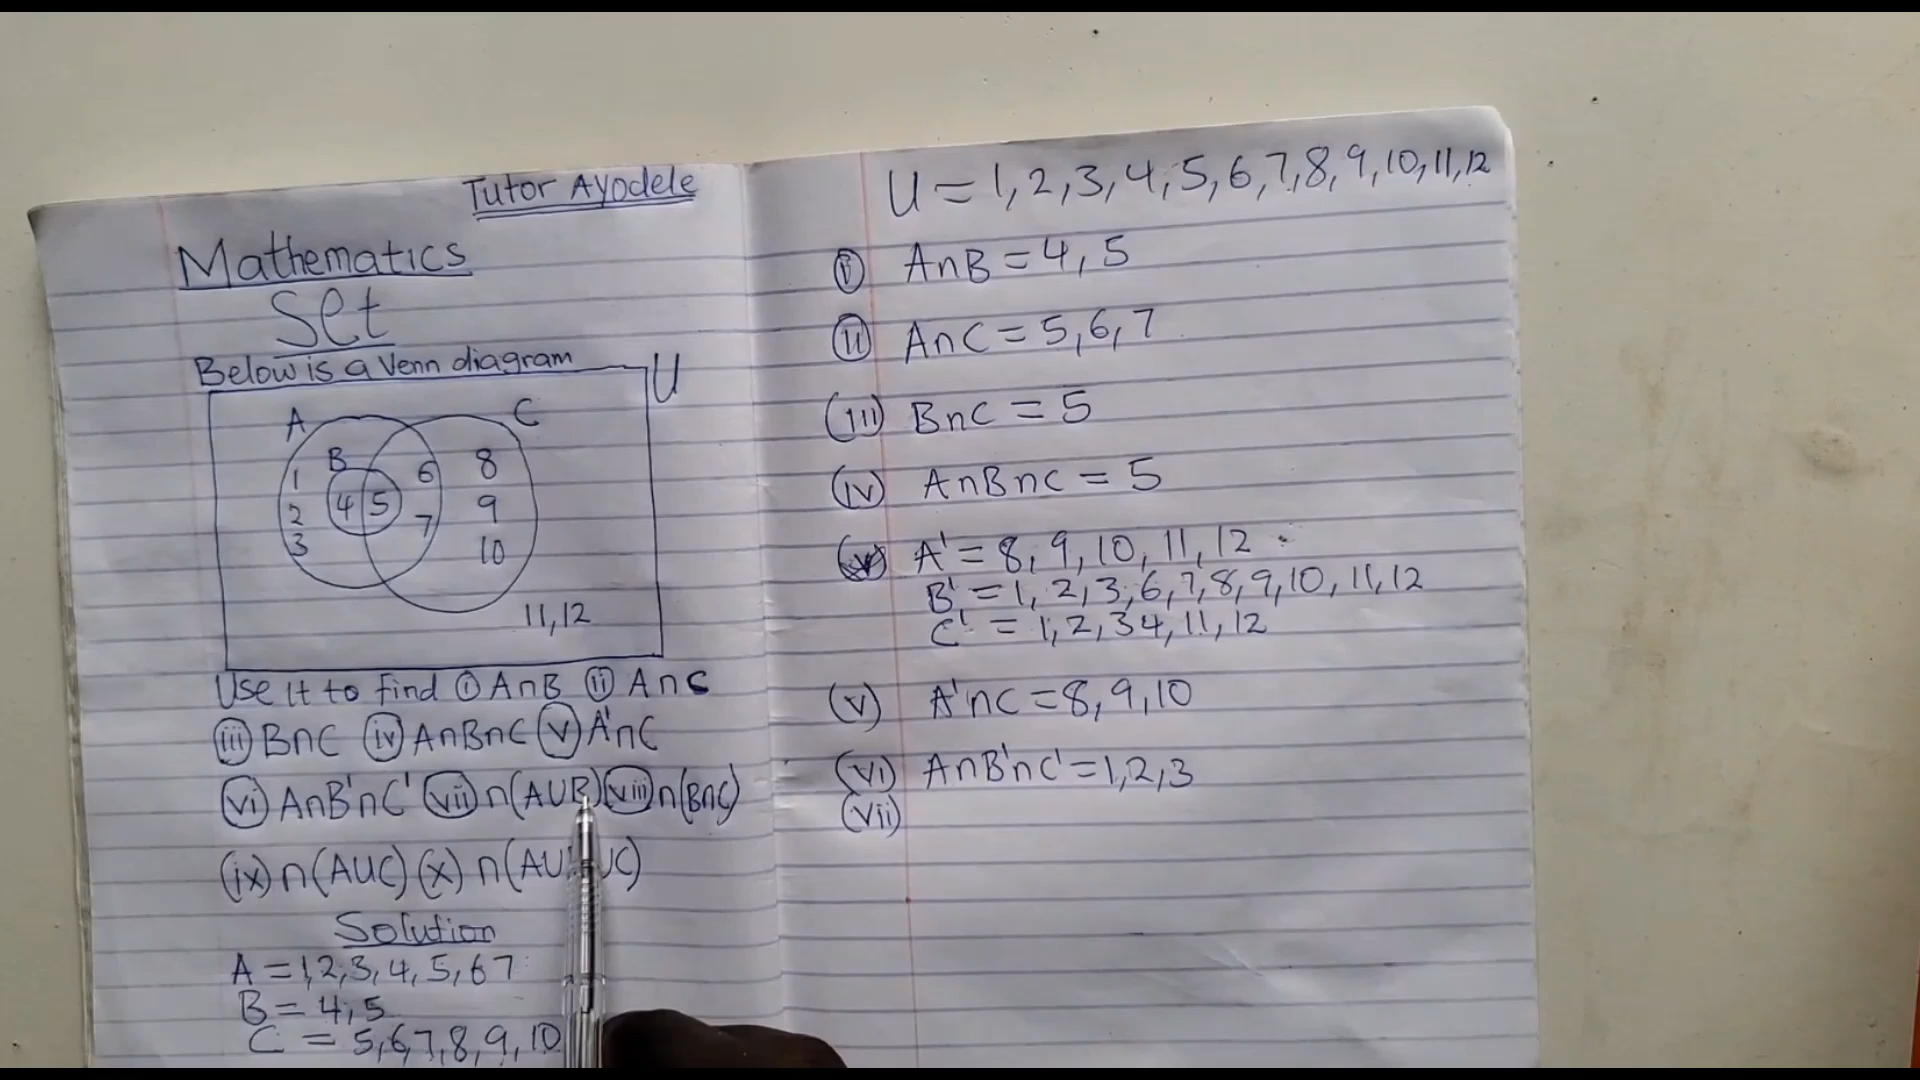 Tutor Ayodele
Mathematics
Set
Below is a Venn diagram
U
A
C
B
1
2
3
4
5
6
7
8
9
10
11,12
Use it to find (i) A∩B (ii) A∩C
(iii) B∩C (iv) A∩B∩C (v) A'∩C
(vi) A∩B'∩C' (vii) n(AUB) (viii) n(B∩C)
(ix) n(AUC) (x) n(AU UC)
Solution
A = 1,2,3,4,5,6 7
B = 4,5
C = 5,6,7,8,9,10
U = 1,2,3,4,5,6,7,8,9,10,11,12
(i) A∩B = 4,5
(ii) A∩C = 5,6,7
(iii) B∩C = 5
(iv) A∩B∩C = 5
A' = 8,9,10,11,12
B' = 1,2,3,6,7,8,9,10,11,12
C' = 1,2,3 4,11,12
(v) A'∩C = 8,9,10
(vi) A∩B'∩C' = 1,2,3
(vii)